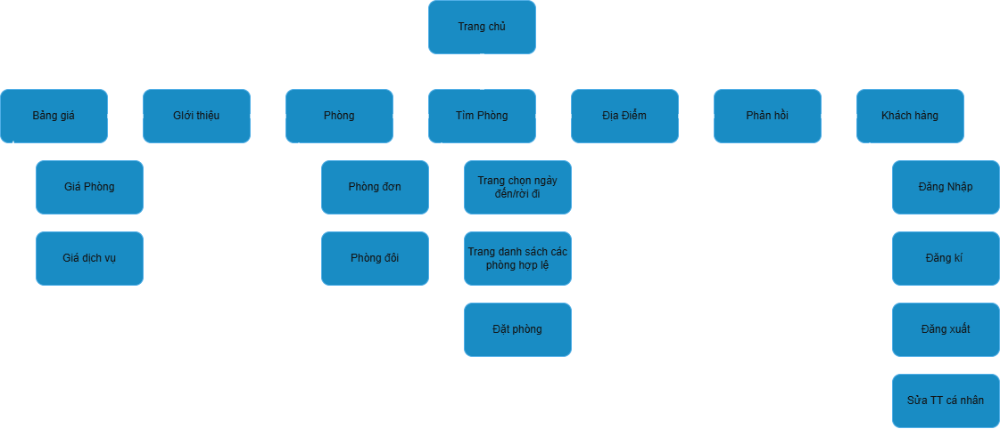 Trang chủ
Bảng giá
GIới thiệu
Phòng
Tìm Phòng
Địa Điểm
Phản hồi
Khách hàng
Giá Phòng
Phòng đơn
Trang chọn ngày
đến/rời đi
Đăng Nhập
Giá dịch vụ
Phòng đôi
Trang danh sách các
phòng hợp lệ
Đăng kí
Đặt phòng
Đăng xuất
Sửa TT cá nhân